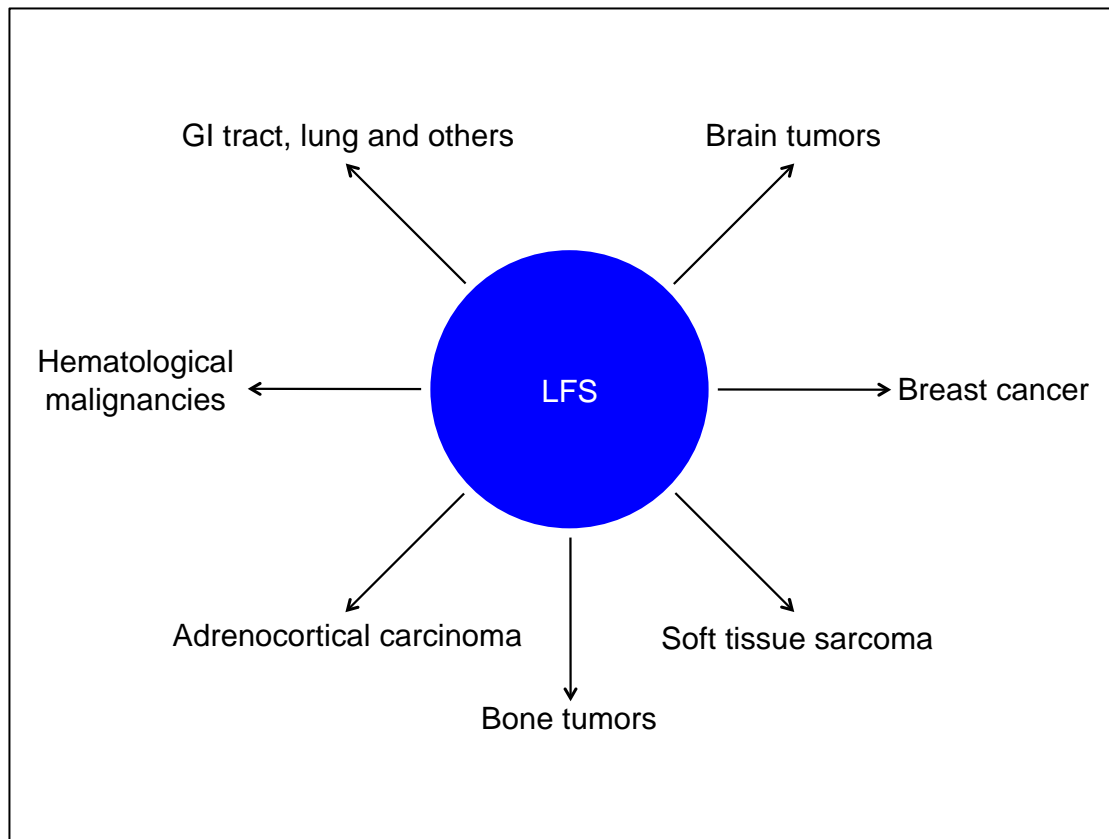 GI tract, lung and others
Brain tumors
Hematological
malignancies
LFS
Breast cancer
Adrenocortical carcinoma
Soft tissue sarcoma
Bone tumors